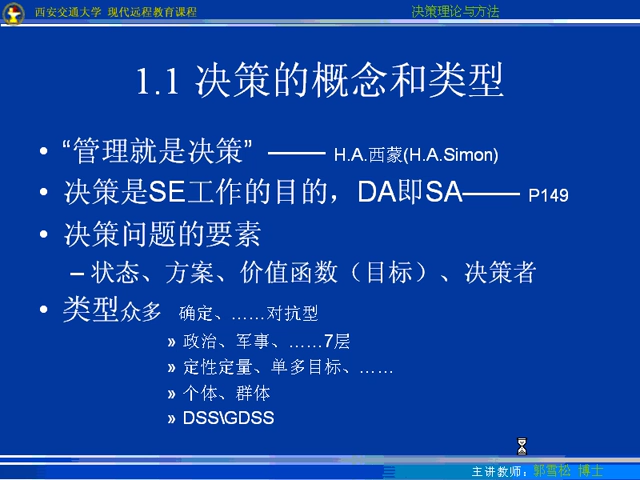 西安交通大学 现代远程教育课程
决策理论与方法
1.1 决策的概念和类型
• “管理就是决策” —— H.A.西蒙(H.A.Simon)
• 决策是SE工作的目的，DA即SA—— P149
• 决策问题的要素
– 状态、方案、价值函数（目标）、决策者
• 类型众多 确定、……对抗型
» 政治、军事、……7层
» 定性定量、单多目标、……
» 个体、群体
» DSS\GDSS
主讲教师：郭雪松 博士